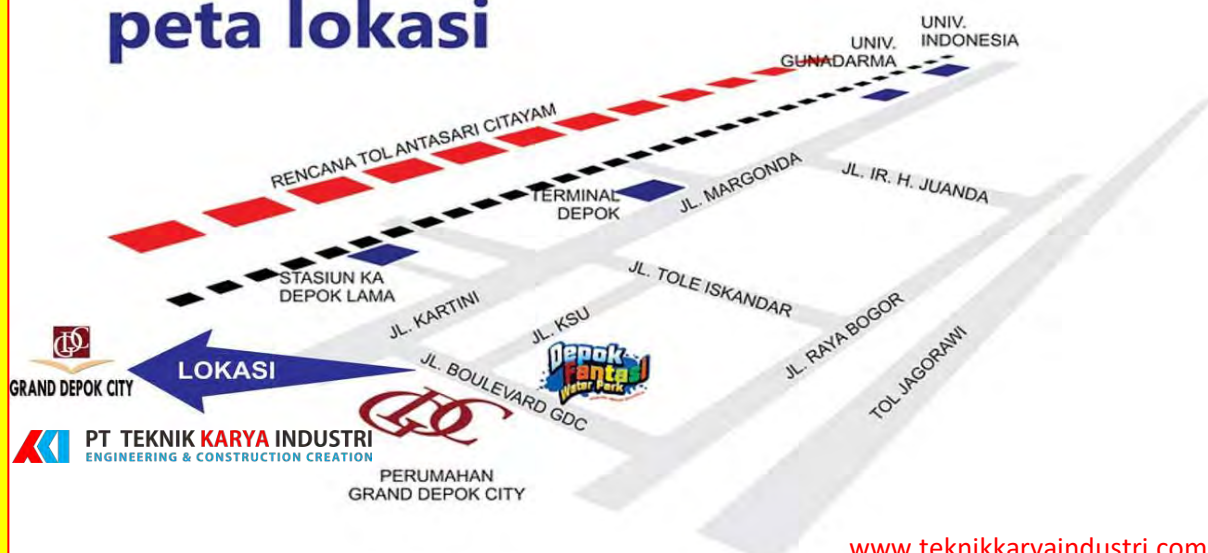 peta lokasi
UNIV.
INDONESIA
UNIV.
GUNADARMA
RENCANA TOL ANTASARI CITAYAM
TERMINAL
DEPOK
JL. MARGONDA
JL. IR. H. JUANDA
STASIUN KA
DEPOK LAMA
JL. TOLE ISKANDAR
JL. KARTINI
JL. KSU
JL. RAYA BOGOR
TOL JAGORAWI
GDC
GRAND DEPOK CITY
LOKASI
JL. BOULEVARD GDC
Depok
Fantasi
Water Park
GDC
PERUMAHAN
GRAND DEPOK CITY
PT TEKNIK KARYA INDUSTRI
ENGINEERING & CONSTRUCTION CREATION
www.teknikkaryaindustri.com